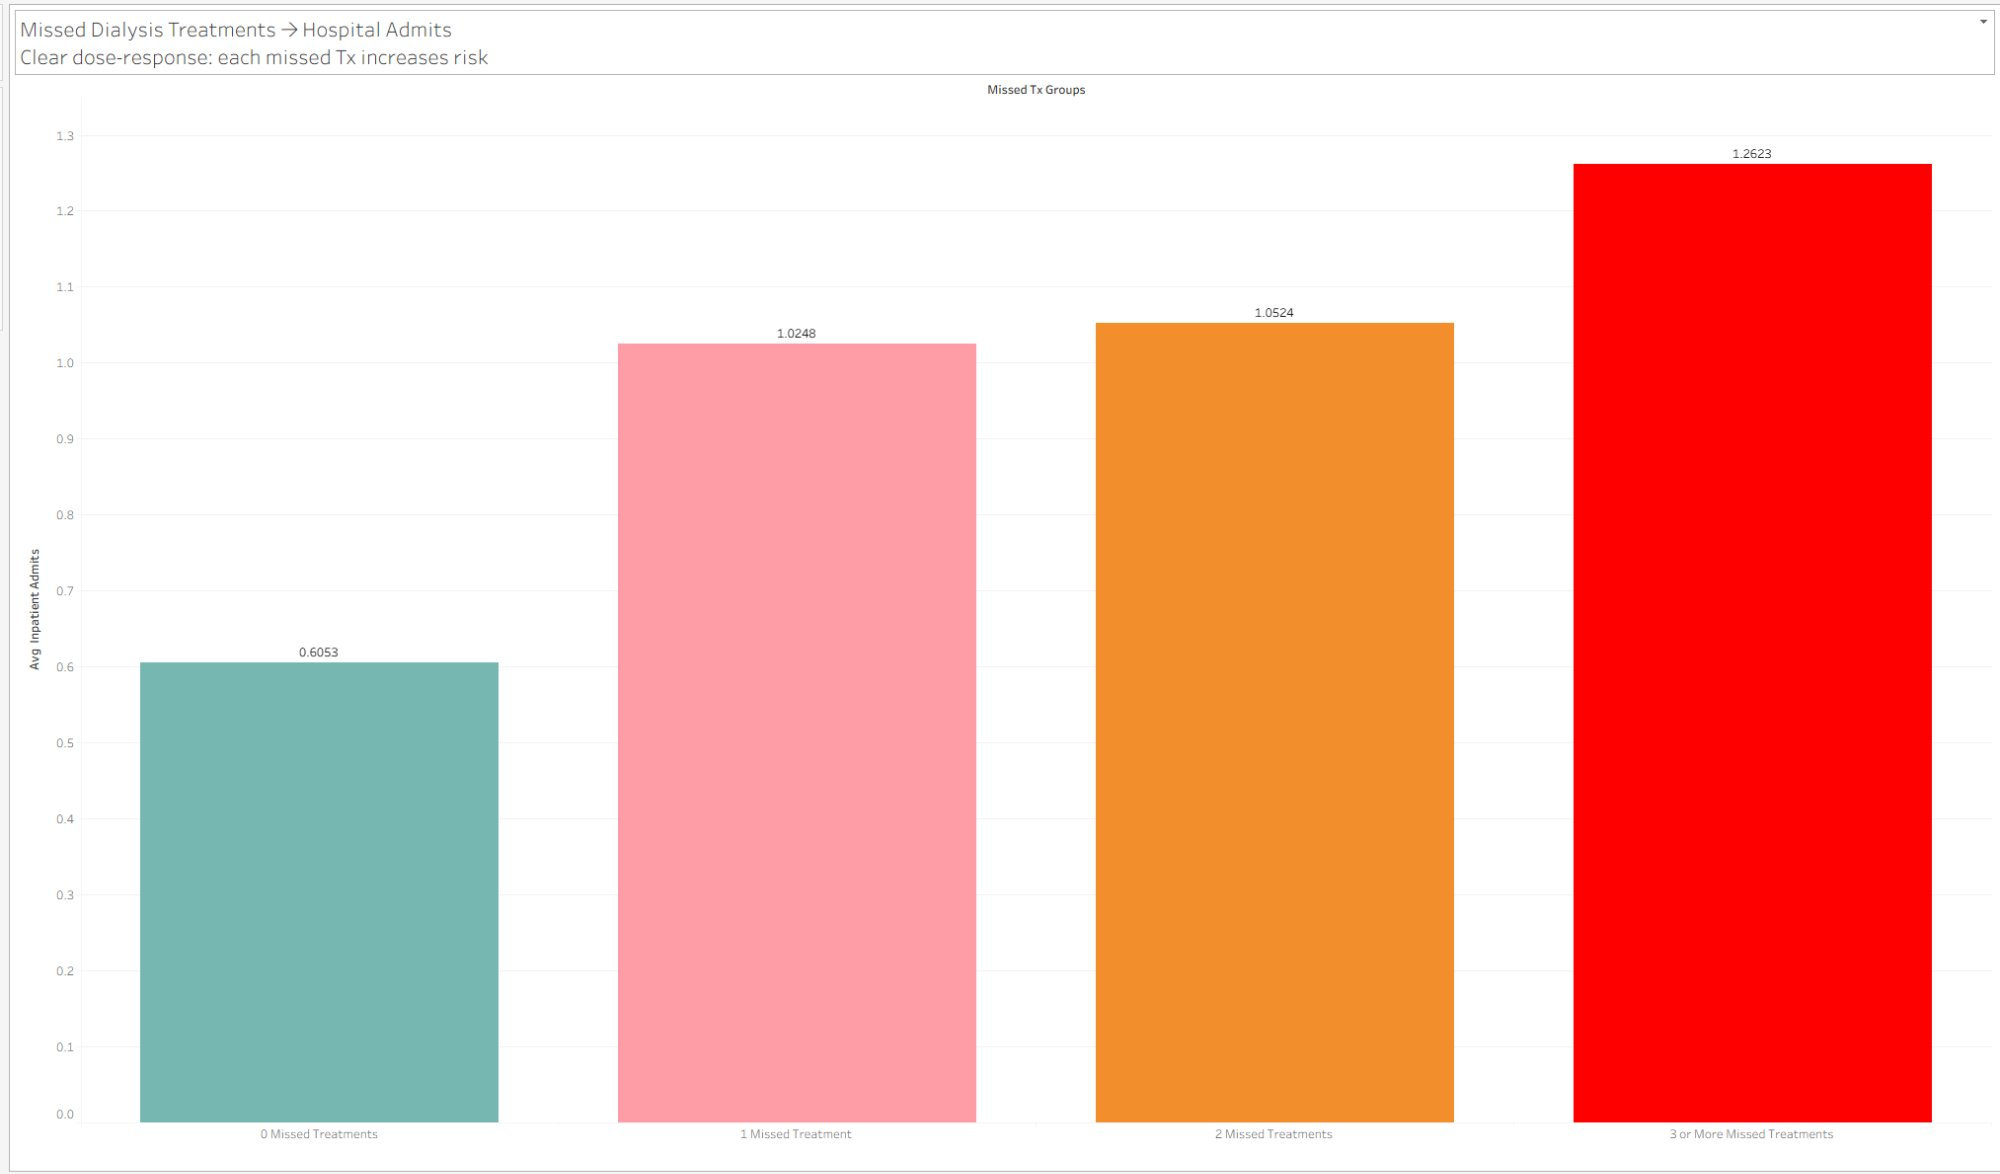 Missed Dialysis Treatments → Hospital Admits
Clear dose-response: each missed Tx increases risk
Missed Tx Groups
1.3
1.2
1.1
1.0
0.9
0.8
0.7
0.6
0.5
0.4
0.3
0.2
0.1
0.0
Avg Inpatient Admits
0.6053
1.0248
1.0524
1.2623
0 Missed Treatments
1 Missed Treatment
2 Missed Treatments
3 or More Missed Treatments